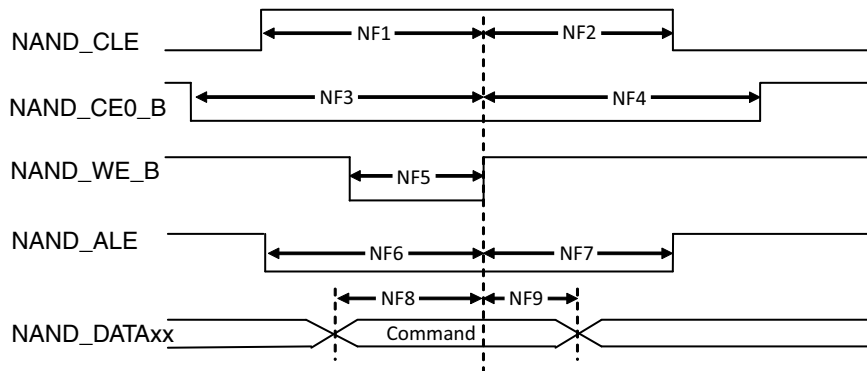 NAND_CLE
NF1
NF2
NAND_CE0_B
NF3
NF4
NAND_WE_B
NF5
NAND_ALE
NF6
NF7
NF8
NF9
NAND_DATAxx
Command